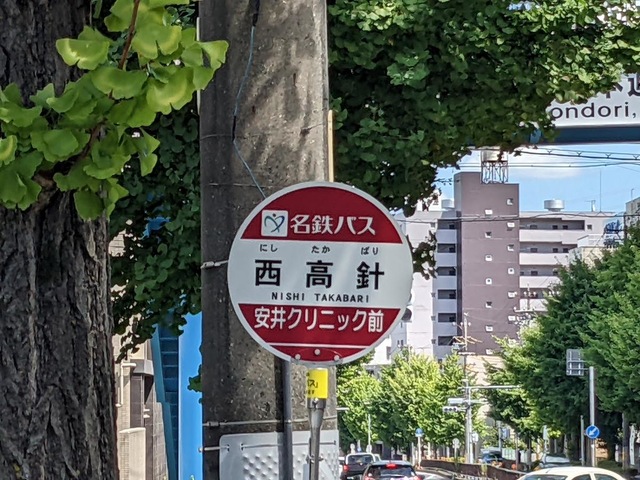 名鉄バス
にし たか ばり
西高針
NISHI TAKABARI
安井クリニック前
ondori,